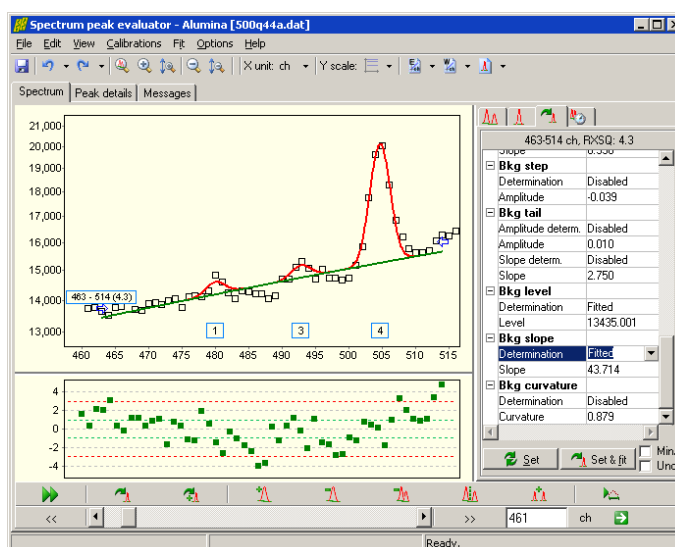 Spectrum peak evaluator - Alumina [500q44a.dat]
File Edit View Calibrations Fit Options Help
X unit: ch Y scale:
Spectrum Peak details Messages
21,000
20,000
19,000
18,000
17,000
16,000
15,000
14,000
13,000
463 - 514 (4.3)
1 3 4
460 465 470 475 480 485 490 495 500 505 510 515
4
2
0
-2
-4
463-514 ch, RXSQ: 4.3
Bkg step
Determination Disabled
Amplitude -0.039
Bkg tail
Amplitude determ. Disabled
Amplitude 0.010
Slope determ. Disabled
Slope 2.750
Bkg level
Determination Fitted
Level 13435.001
Bkg slope
Determination Fitted
Slope 43.714
Bkg curvature
Determination Disabled
Curvature 0.879
Set Set & fit Min. Unc
<< >> 461 ch
Ready.